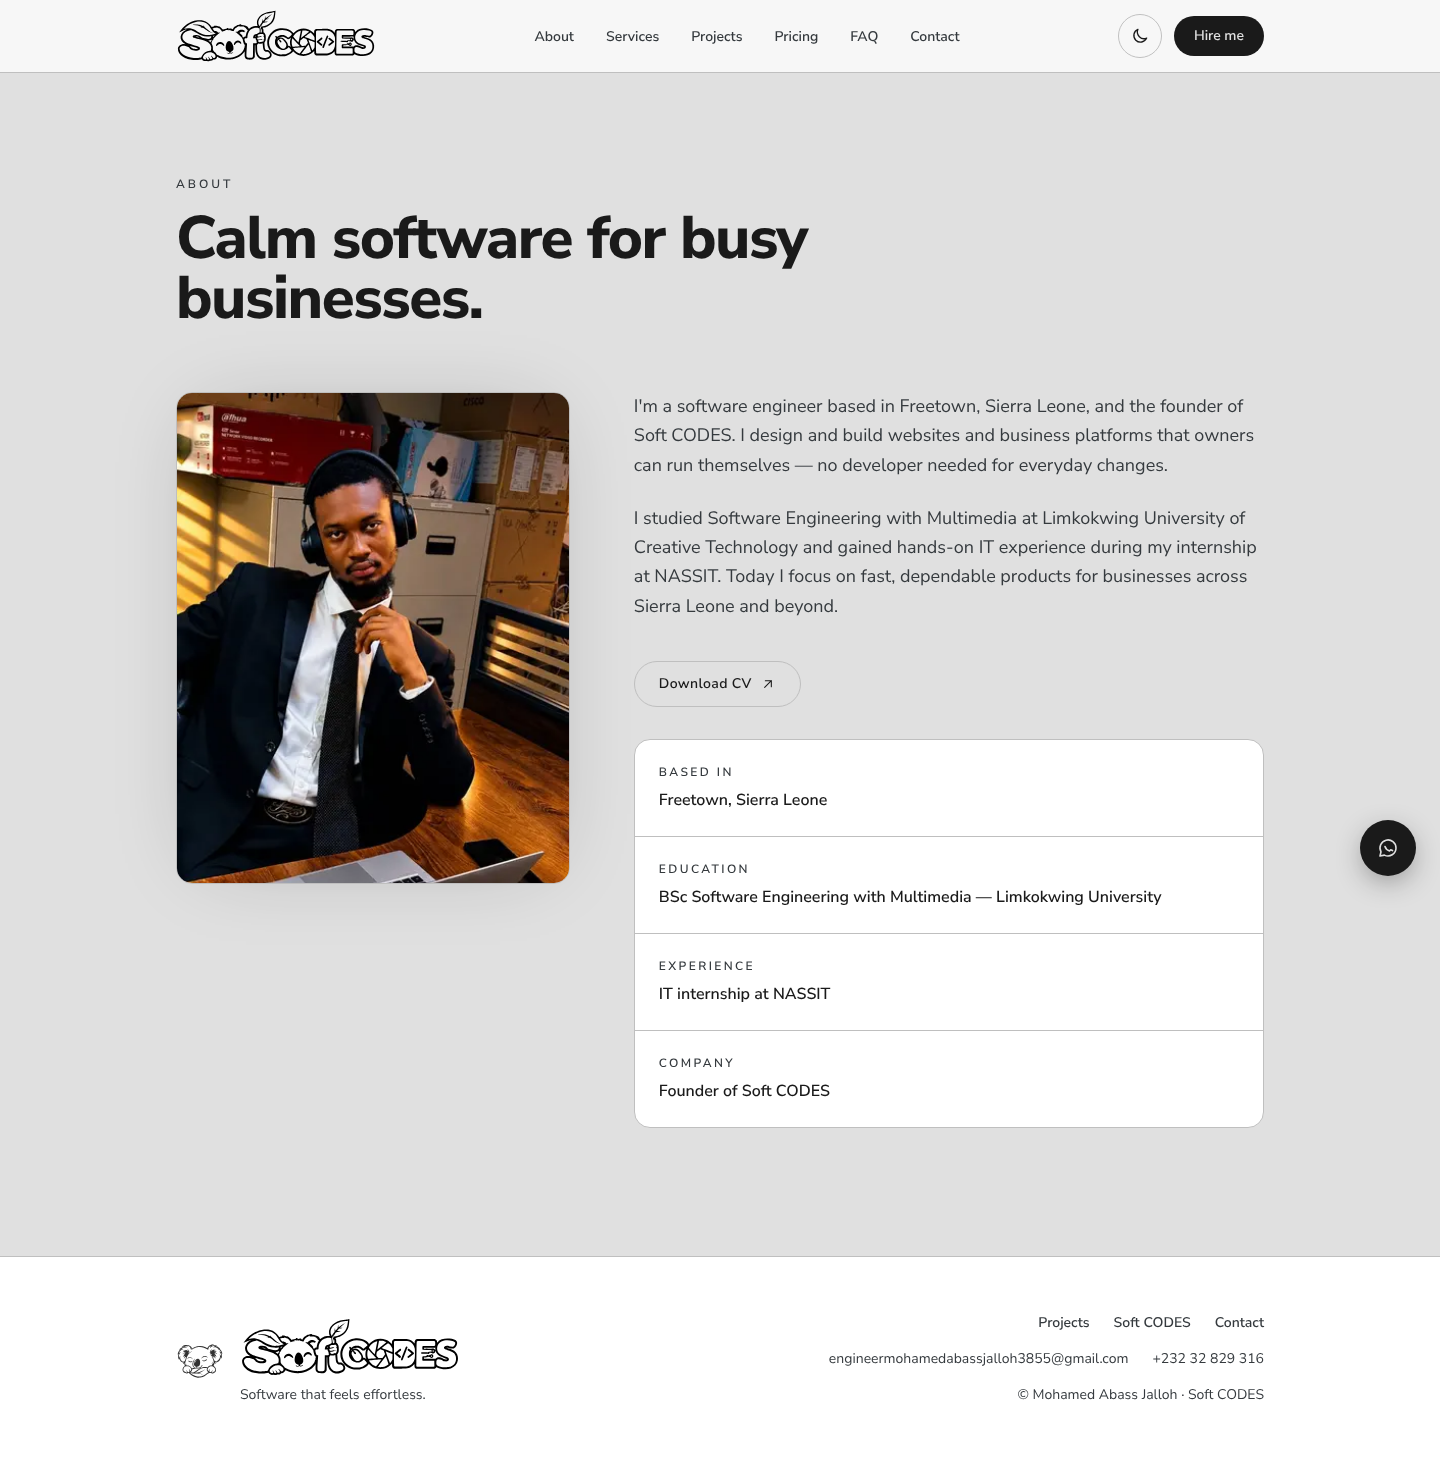 Soft CODES
About
Services
Projects
Pricing
FAQ
Contact
Hire me
ABOUT
Calm software for busy
businesses.
alhua
CISCO
I'm a software engineer based in Freetown, Sierra Leone, and the founder of
Soft CODES. I design and build websites and business platforms that owners
can run themselves — no developer needed for everyday changes.
I studied Software Engineering with Multimedia at Limkokwing University of
Creative Technology and gained hands-on IT experience during my internship
at NASSIT. Today I focus on fast, dependable products for businesses across
Sierra Leone and beyond.
Download CV
BASED IN
Freetown, Sierra Leone
EDUCATION
BSc Software Engineering with Multimedia — Limkokwing University
EXPERIENCE
IT internship at NASSIT
COMPANY
Founder of Soft CODES
Soft CODES
Software that feels effortless.
Projects
Soft CODES
Contact
engineermohamedabassjalloh3855@gmail.com
+232 32 829 316
© Mohamed Abass Jalloh · Soft CODES